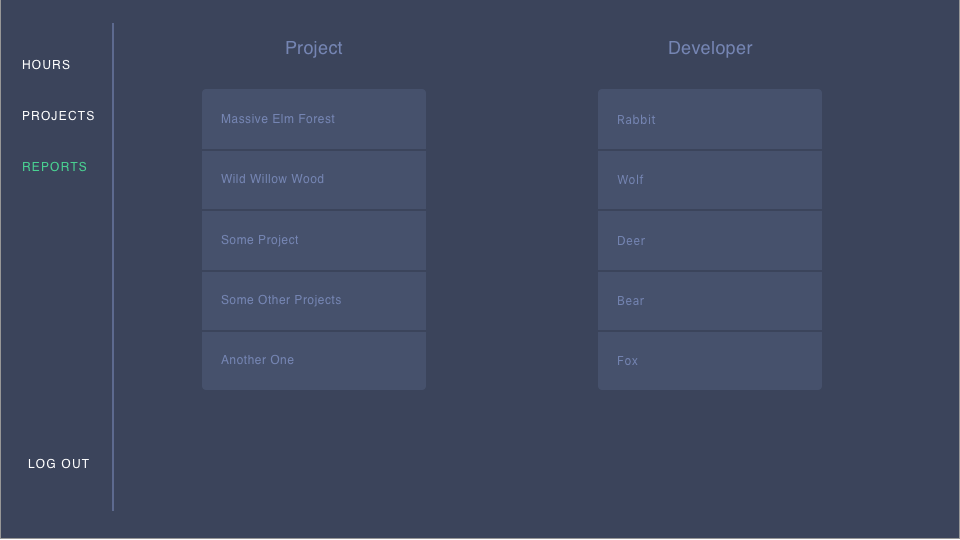 HOURS
PROJECTS
REPORTS
LOG OUT
Project
Massive Elm Forest
Wild Willow Wood
Some Project
Some Other Projects
Another One
Developer
Rabbit
Wolf
Deer
Bear
Fox